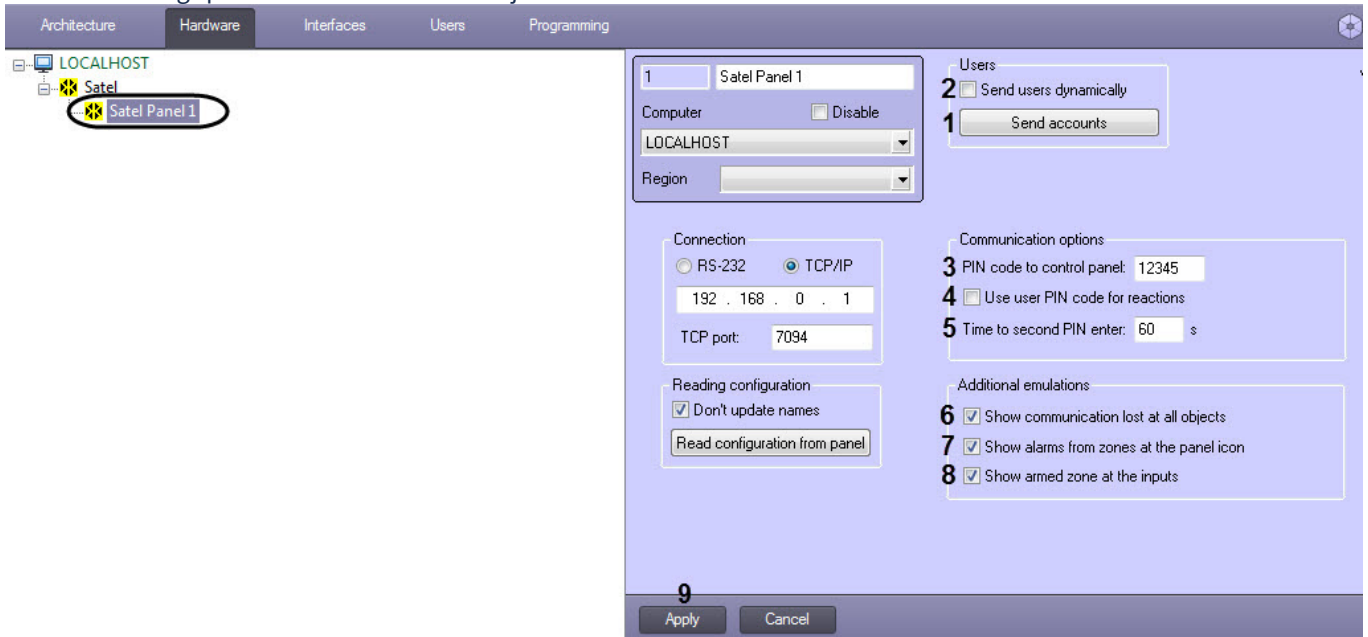 Architecture Hardware Interfaces Users Programming
LOCALHOST
Satel
Satel Panel 1
1 Satel Panel 1
Computer Disable
LOCALHOST
Region
Users
2 Send users dynamically
1 Send accounts
Connection
RS-232 TCP/IP
192 . 168 . 0 . 1
TCP port: 7094
Communication options
3 PIN code to control panel: 12345
4 Use user PIN code for reactions
5 Time to second PIN enter: 60 s
Reading configuration
Don't update names
Read configuration from panel
Additional emulations
6 Show communication lost at all objects
7 Show alarms from zones at the panel icon
8 Show armed zone at the inputs
9
Apply Cancel